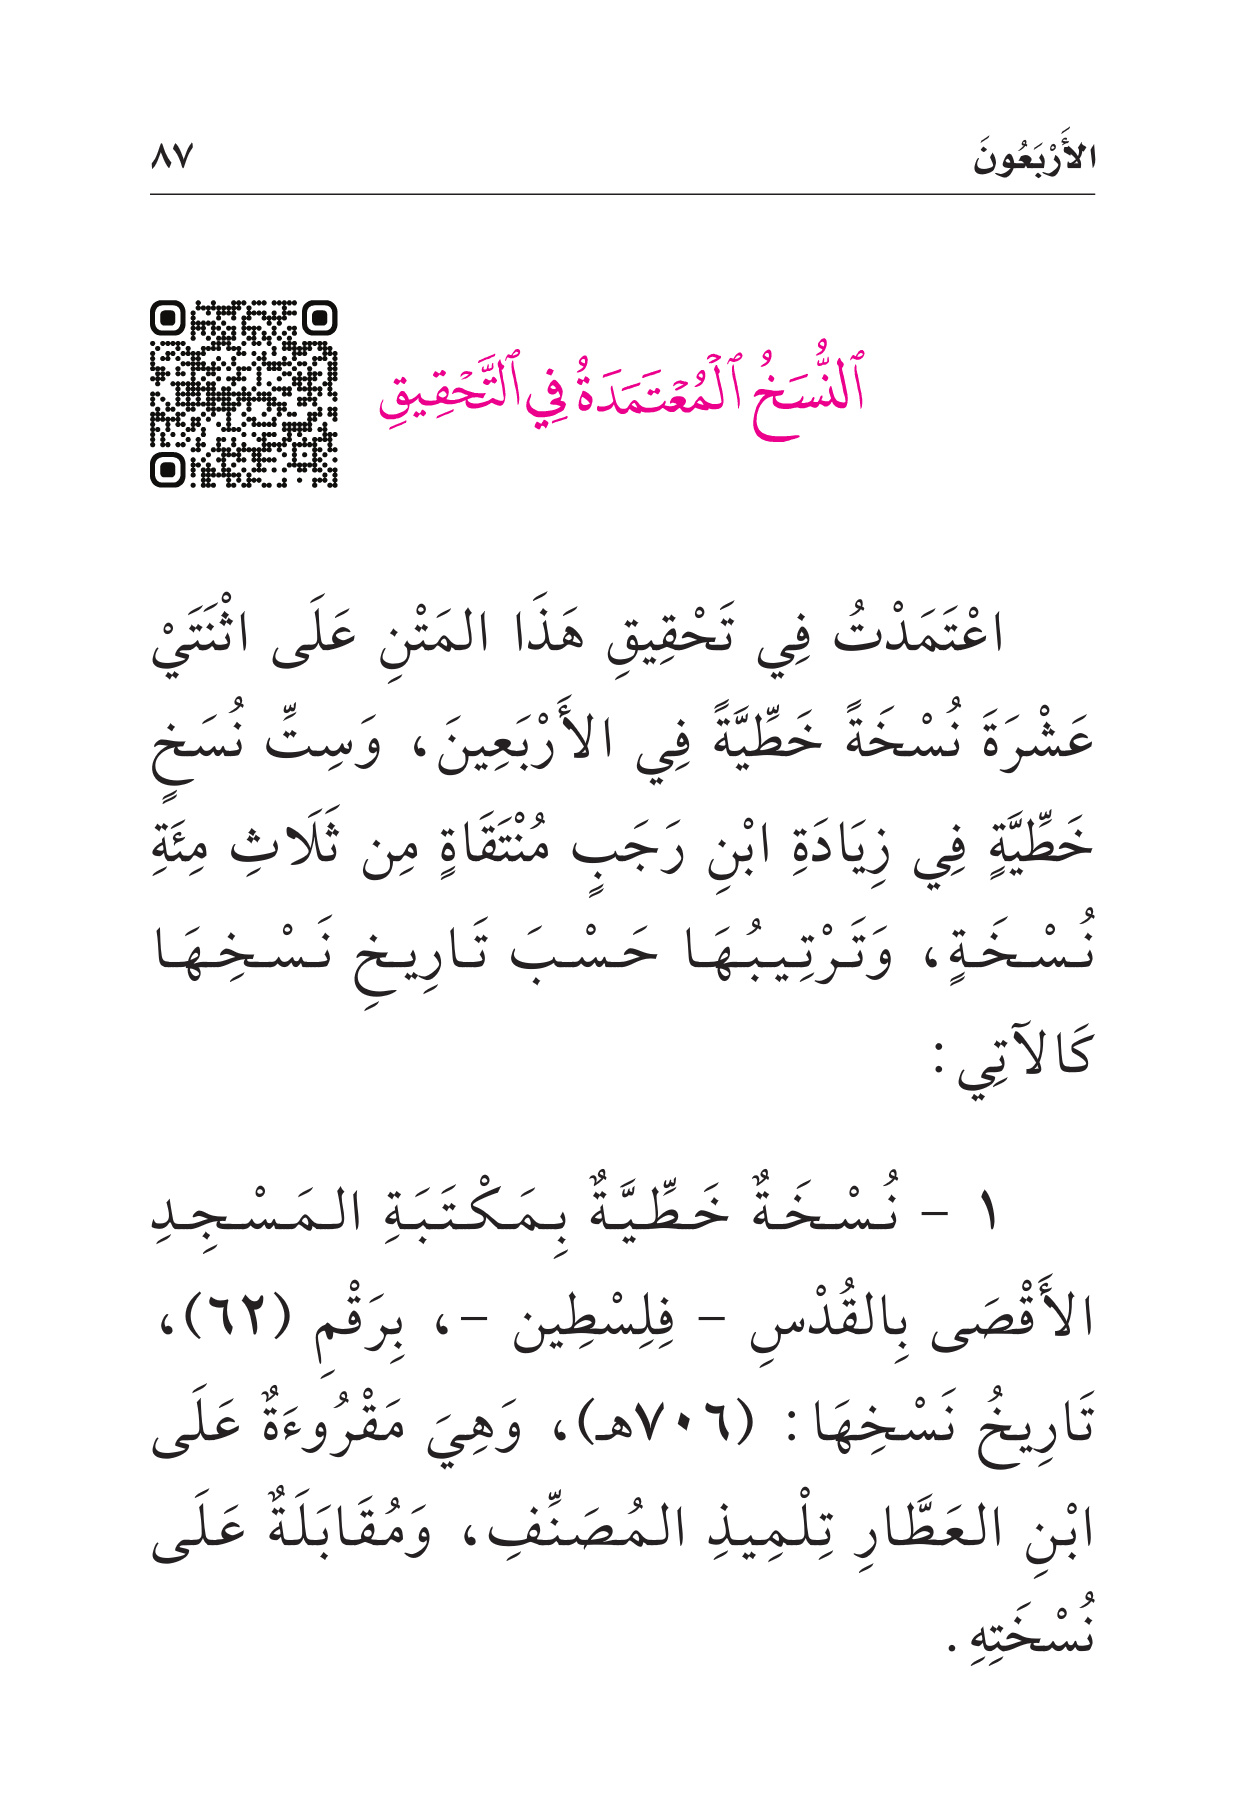 الأَرْبَعُونَ ٨٧
ٱلنُّسَخُ ٱلْمُعْتَمَدَةُ فِي ٱلتَّحْقِيقِ
اعْتَمَدْتُ فِي تَحْقِيقِ هَذَا المَتْنِ عَلَى اثْنَتَيْ
عَشْرَةَ نُسْخَةً خَطِّيَّةً فِي الأَرْبَعِينَ، وَسِتِّ نُسَخٍ
خَطِّيَّةٍ فِي زِيَادَةِ ابْنِ رَجَبٍ مُنْتَقَاةٍ مِن ثَلَاثِ مِئَةِ
نُسْخَةٍ، وَتَرْتِيبُهَا حَسْبَ تَارِيخِ نَسْخِهَا
كَالآتِي:
١ - نُسْخَةٌ خَطِّيَّةٌ بِمَكْتَبَةِ المَسْجِدِ
الأَقْصَى بِالقُدْسِ - فِلِسْطِين -، بِرَقْمِ (٦٢)،
تَارِيخُ نَسْخِهَا: (٧٠٦هـ)، وَهِيَ مَقْرُوءَةٌ عَلَى
ابْنِ العَطَّارِ تِلْمِيذِ المُصَنِّفِ، وَمُقَابَلَةٌ عَلَى
نُسْخَتِهِ.